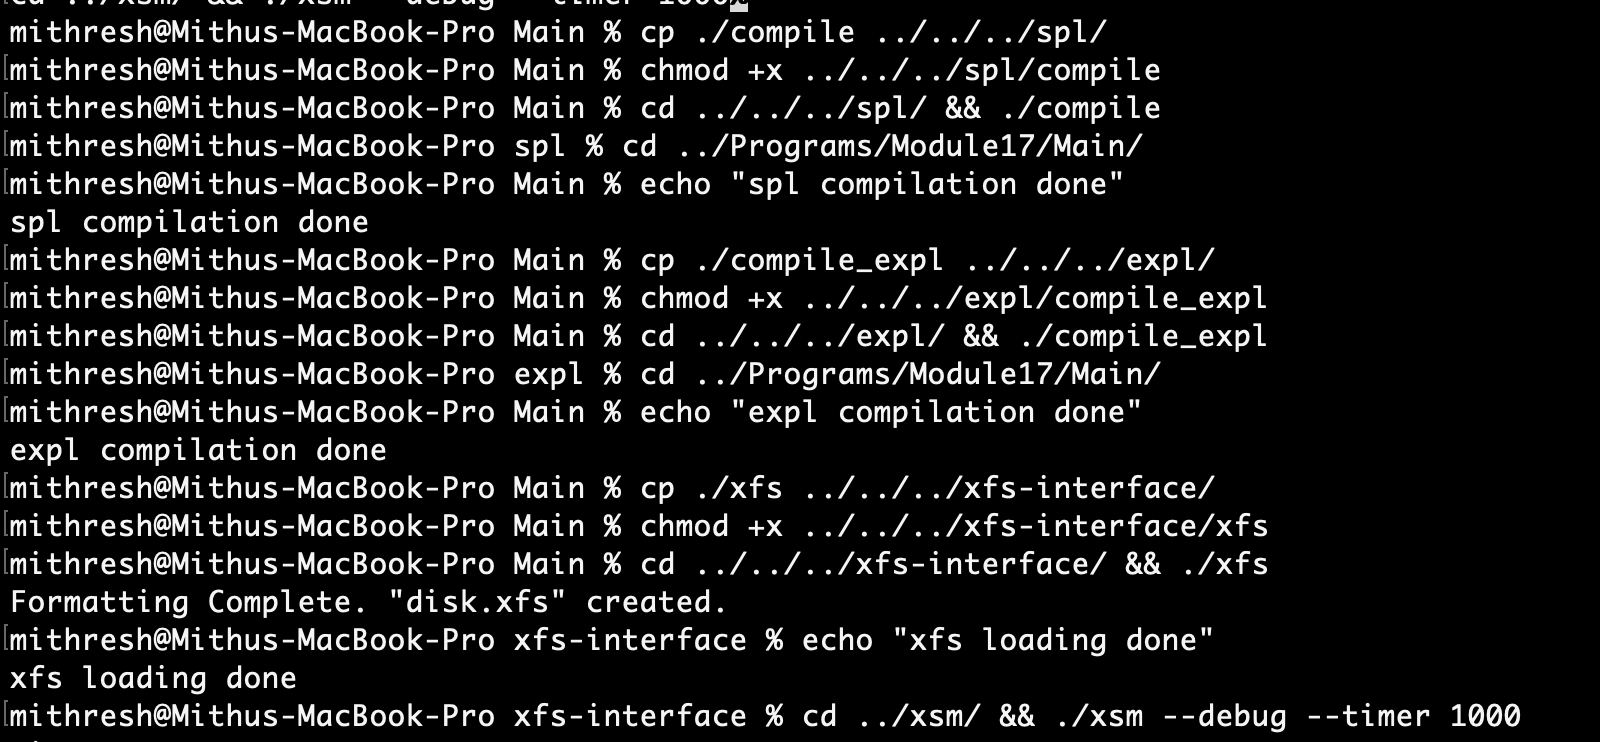 cd ../xsm/ && ./xsm --debug --timer 1000
mithresh@Mithus-MacBook-Pro Main % cp ./compile ../../../spl/
mithresh@Mithus-MacBook-Pro Main % chmod +x ../../../spl/compile
mithresh@Mithus-MacBook-Pro Main % cd ../../../spl/ && ./compile
mithresh@Mithus-MacBook-Pro spl % cd ../Programs/Module17/Main/
mithresh@Mithus-MacBook-Pro Main % echo "spl compilation done"
spl compilation done
mithresh@Mithus-MacBook-Pro Main % cp ./compile_expl ../../../expl/
mithresh@Mithus-MacBook-Pro Main % chmod +x ../../../expl/compile_expl
mithresh@Mithus-MacBook-Pro Main % cd ../../../expl/ && ./compile_expl
mithresh@Mithus-MacBook-Pro expl % cd ../Programs/Module17/Main/
mithresh@Mithus-MacBook-Pro Main % echo "expl compilation done"
expl compilation done
mithresh@Mithus-MacBook-Pro Main % cp ./xfs ../../../xfs-interface/
mithresh@Mithus-MacBook-Pro Main % chmod +x ../../../xfs-interface/xfs
mithresh@Mithus-MacBook-Pro Main % cd ../../../xfs-interface/ && ./xfs
Formatting Complete. "disk.xfs" created.
mithresh@Mithus-MacBook-Pro xfs-interface % echo "xfs loading done"
xfs loading done
mithresh@Mithus-MacBook-Pro xfs-interface % cd ../xsm/ && ./xsm --debug --timer 1000